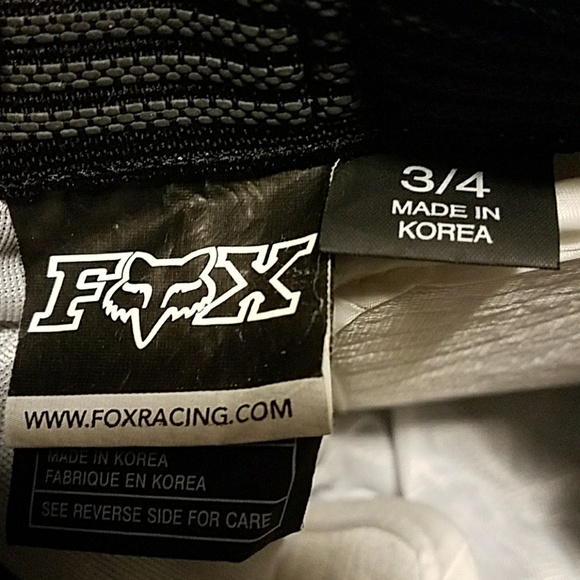 FOX
WWW.FOXRACING.COM
MADE IN KOREA
FABRIQUE EN KOREA
SEE REVERSE SIDE FOR CARE
3/4
MADE IN
KOREA